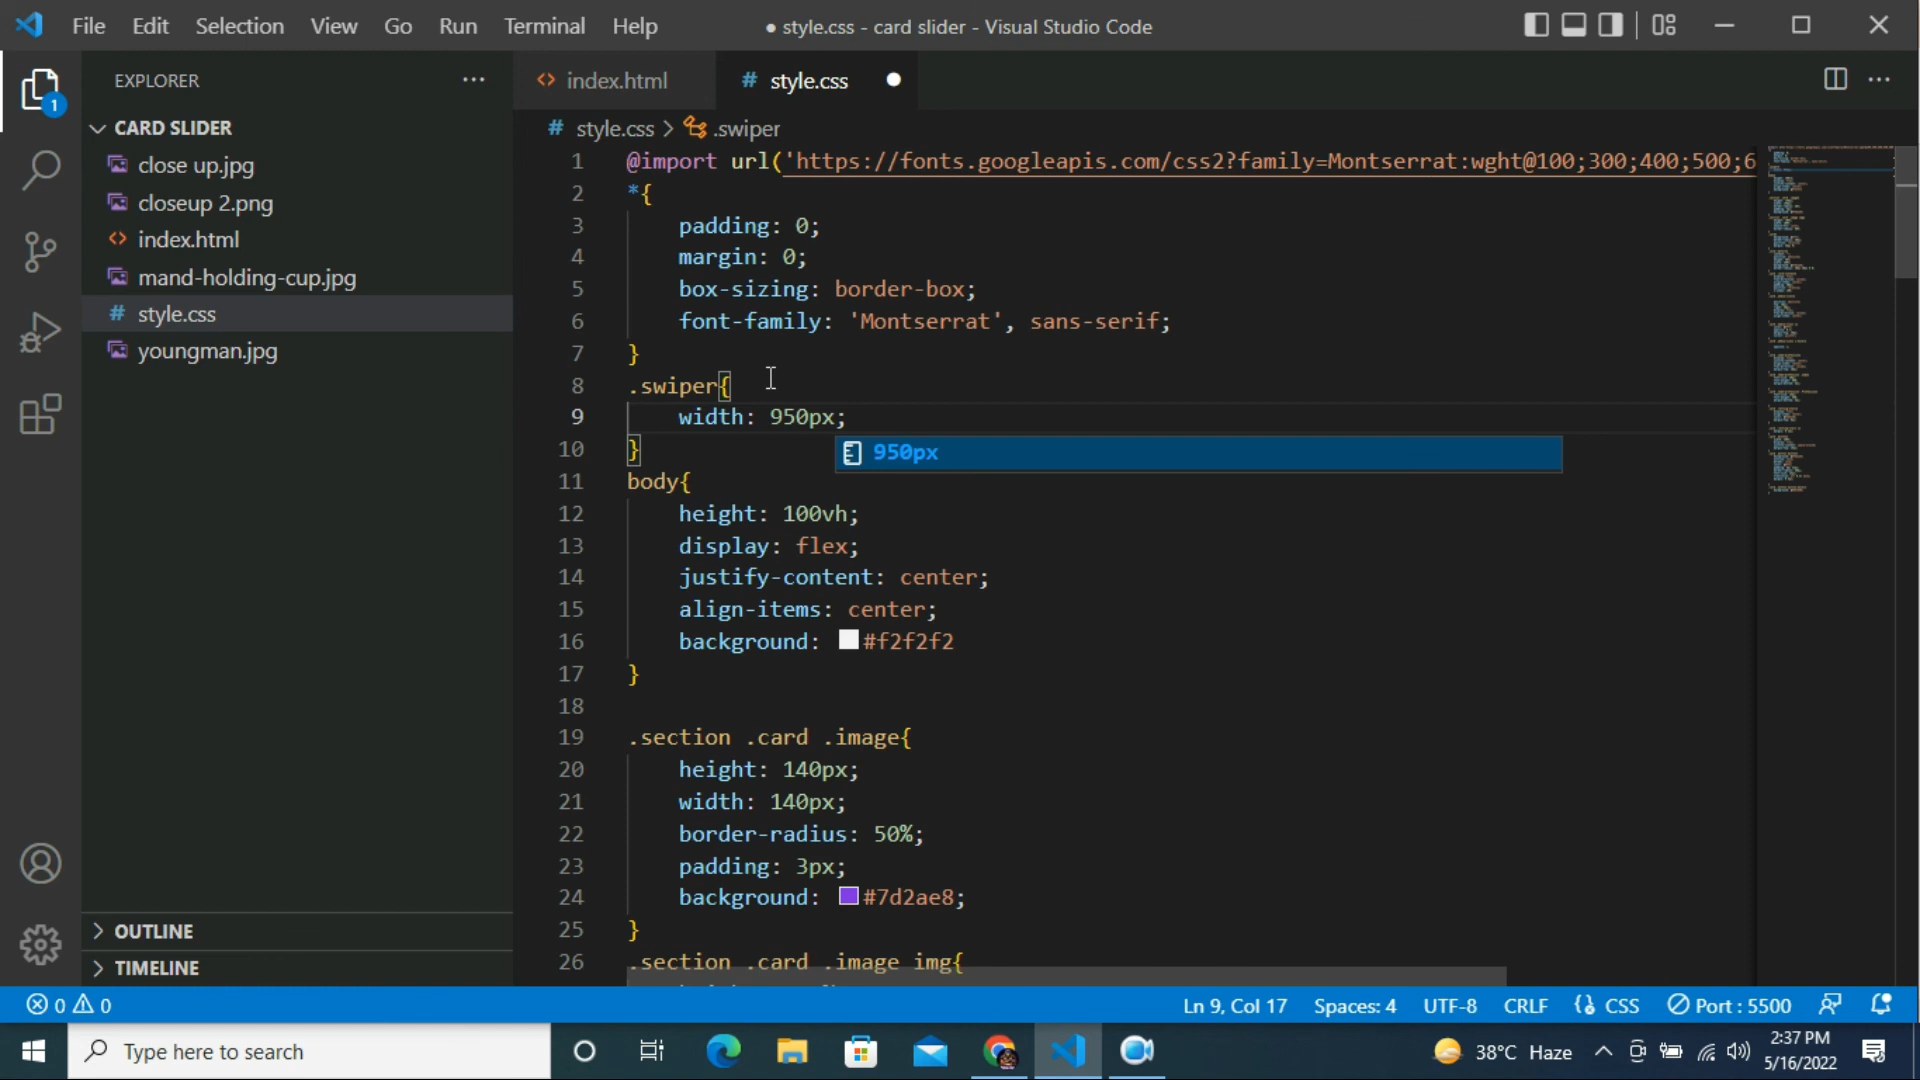 File Edit Selection View Go Run Terminal Help
● style.css - card slider - Visual Studio Code
EXPLORER
1
CARD SLIDER
close up.jpg
closeup 2.png
index.html
mand-holding-cup.jpg
style.css
youngman.jpg
OUTLINE
TIMELINE
<> index.html
# style.css
# style.css > .swiper
1 @import url('https://fonts.googleapis.com/css2?family=Montserrat:wght@100;300;400;500;6
2 *{
3 padding: 0;
4 margin: 0;
5 box-sizing: border-box;
6 font-family: 'Montserrat', sans-serif;
7 }
8 .swiper{
9 width: 950px;
950px
10 }
11 body{
12 height: 100vh;
13 display: flex;
14 justify-content: center;
15 align-items: center;
16 background: #f2f2f2
17 }
18
19 .section .card .image{
20 height: 140px;
21 width: 140px;
22 border-radius: 50%;
23 padding: 3px;
24 background: #7d2ae8;
25 }
26 .section .card .image img{
0 0
Ln 9, Col 17 Spaces: 4 UTF-8 CRLF CSS Port : 5500
Type here to search
38°C Haze
2:37 PM
5/16/2022